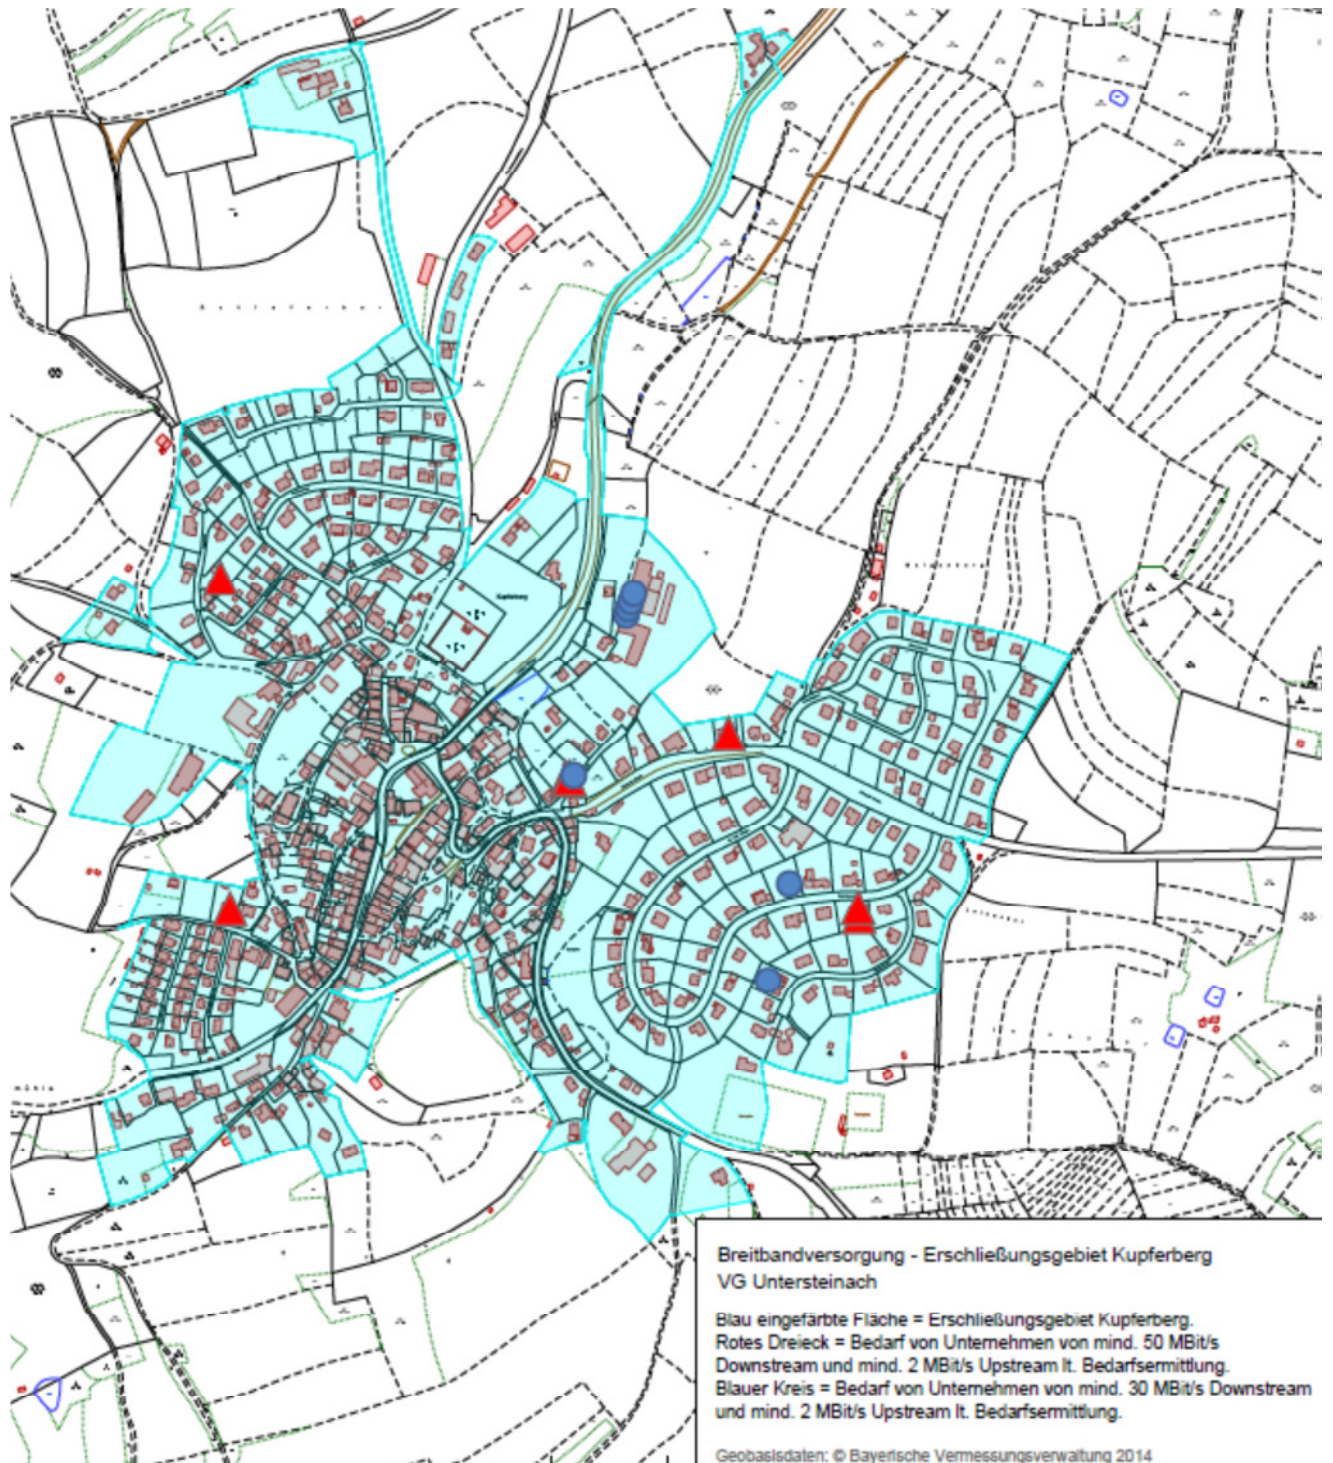 Kupferberg
Breitbandversorgung - Erschließungsgebiet Kupferberg
VG Untersteinach
Blau eingefärbte Fläche = Erschließungsgebiet Kupferberg.
Rotes Dreieck = Bedarf von Unternehmen von mind. 50 MBit/s
Downstream und mind. 2 MBit/s Upstream lt. Bedarfsermittlung.
Blauer Kreis = Bedarf von Unternehmen von mind. 30 MBit/s Downstream
und mind. 2 MBit/s Upstream lt. Bedarfsermittlung.
Geobasisdaten: © Bayerische Vermessungsverwaltung 2014